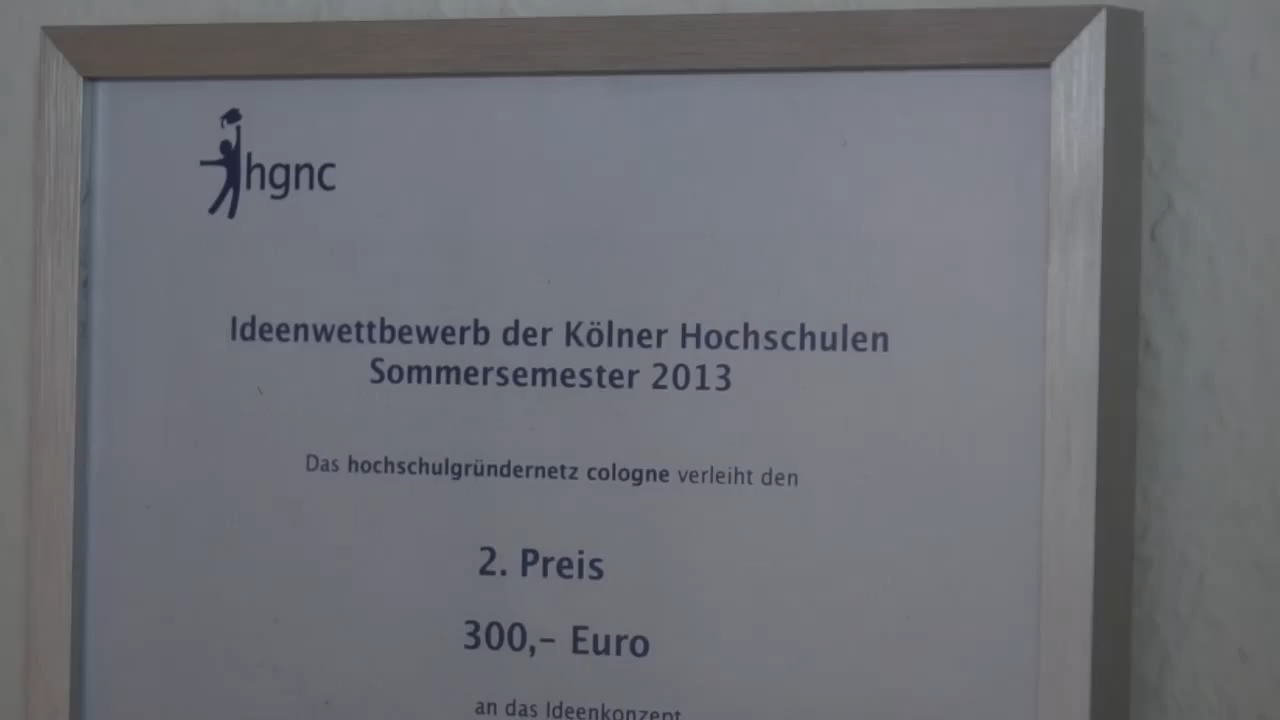 hgnc
Ideenwettbewerb der Kölner Hochschulen
Sommersemester 2013
Das hochschulgründernetz cologne verleiht den
2. Preis
300,– Euro
an das Ideenkonzept